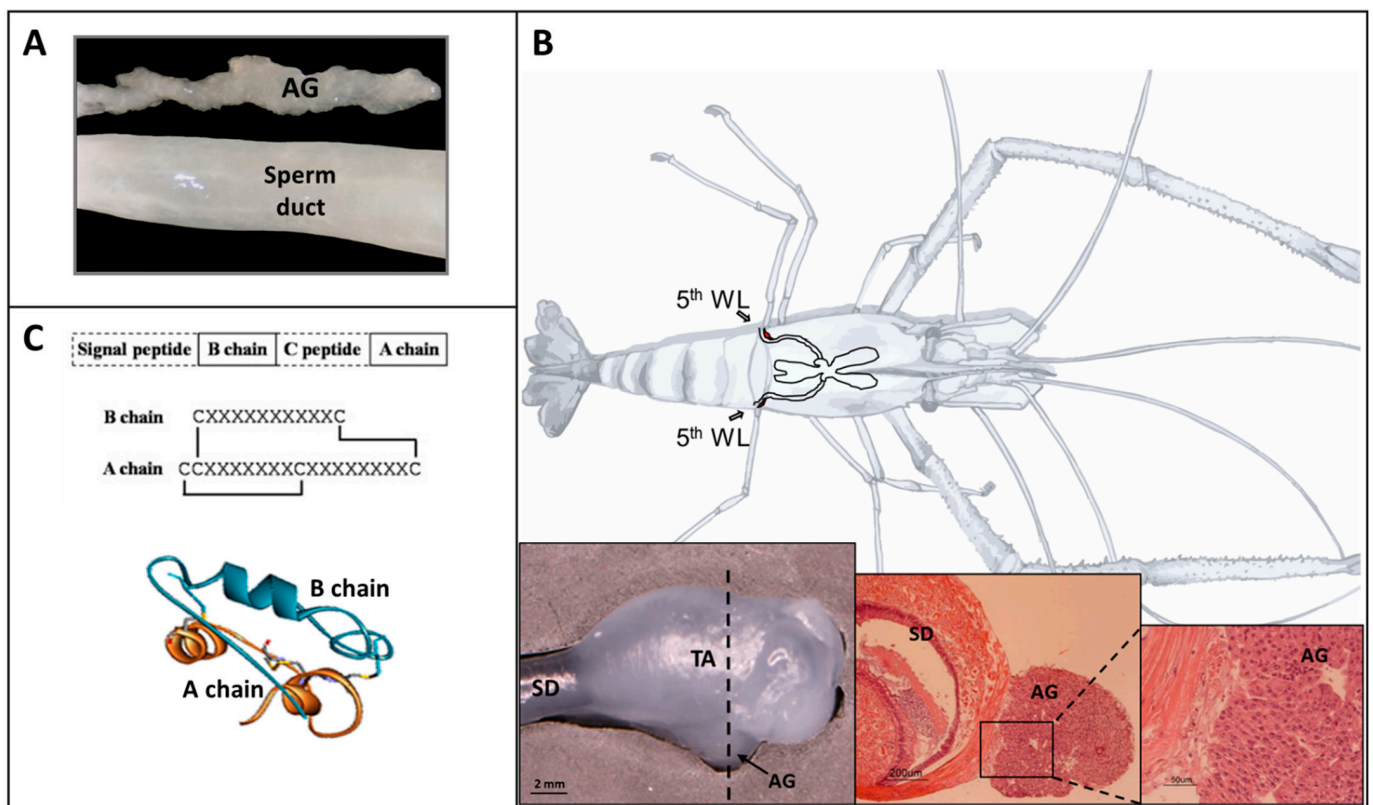 A
AG
Sperm
duct
B
5th WL
5th WL
C
Signal peptide B chain C peptide A chain
B chain CXXXXXXXXXXC
A chain CCXXXXXXXCXXXXXXXXC
B chain
A chain
SD
TA
AG
2 mm
SD
AG
200um
AG
50um